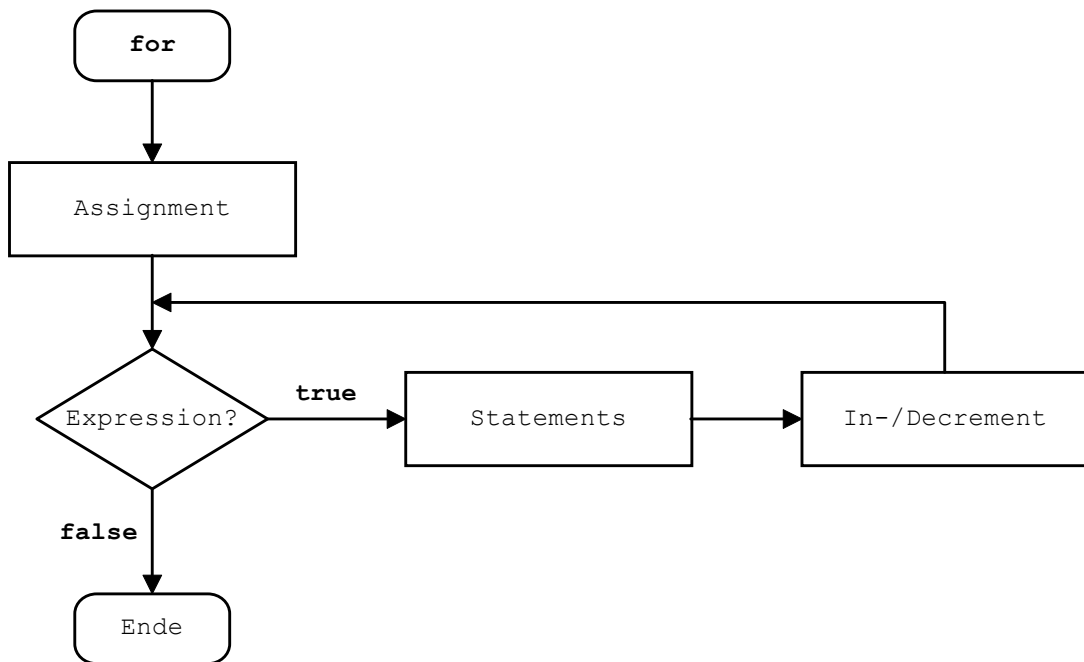 for
Assignment
Expression?
true
Statements
In-/Decrement
false
Ende